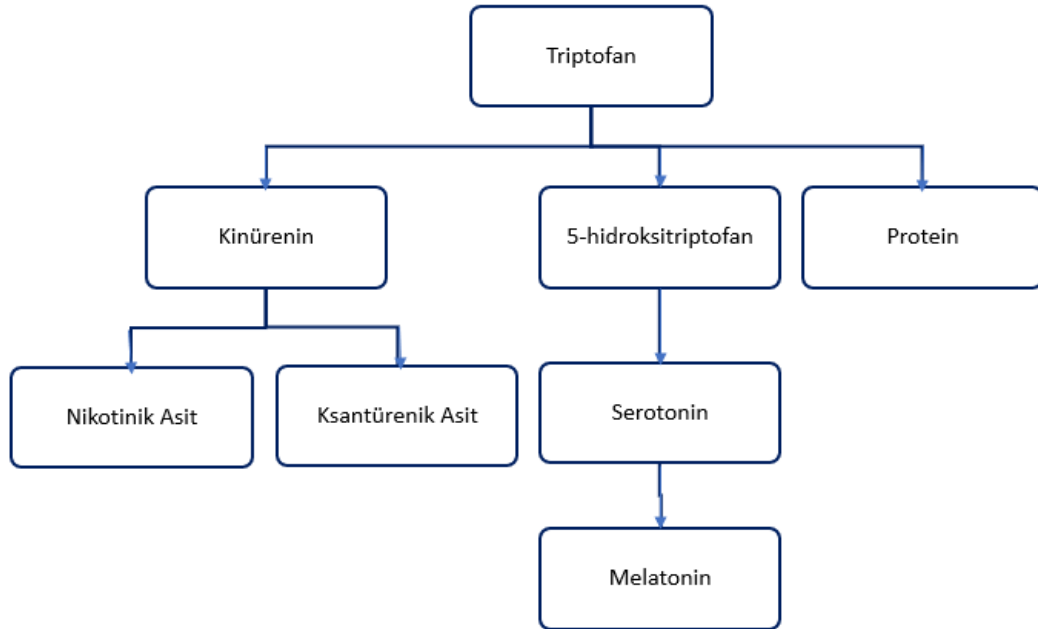 Triptofan
Kinürenin
5-hidroksitriptofan
Protein
Nikotinik Asit
Ksantürenik Asit
Serotonin
Melatonin